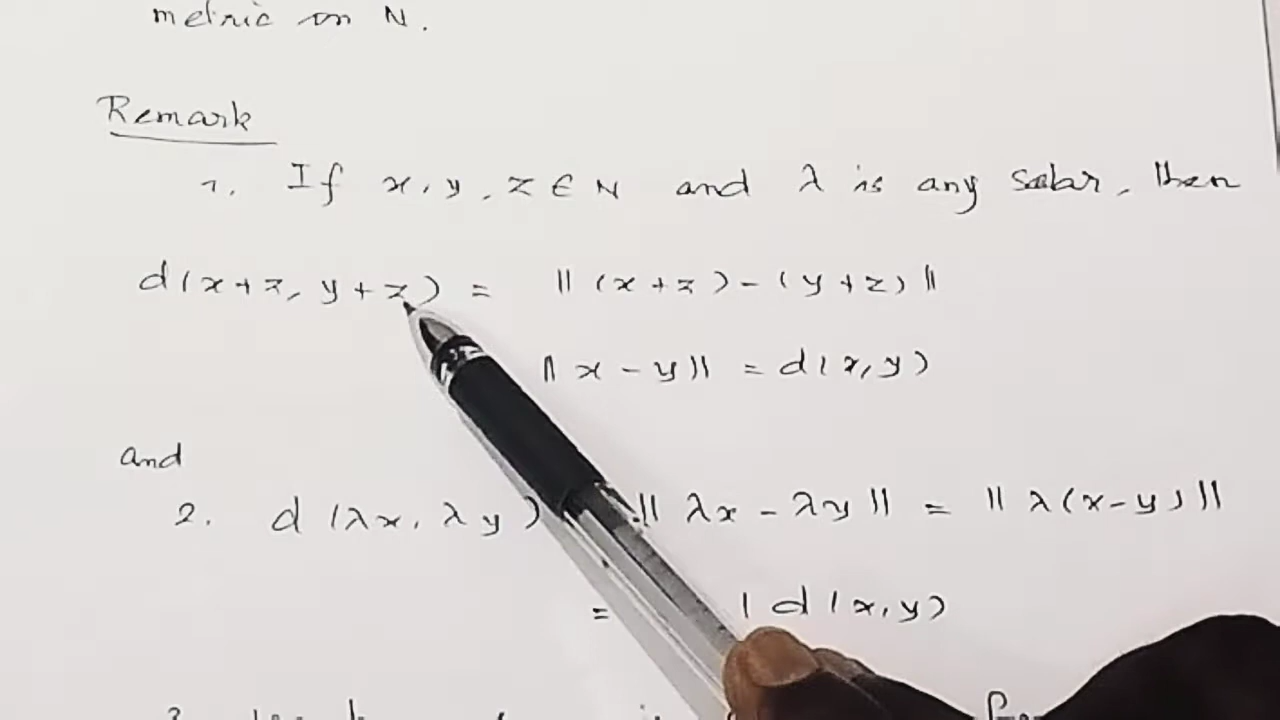 metric on N.
Remark
1. If x, y, z ∈ N and λ is any scalar, then
d(x+z, y+z) = ‖(x+z)-(y+z)‖
‖x-y‖ = d(x,y)
and
2. d(λx, λy) ‖λx-λy‖ = ‖λ(x-y)‖
= | d(x,y)